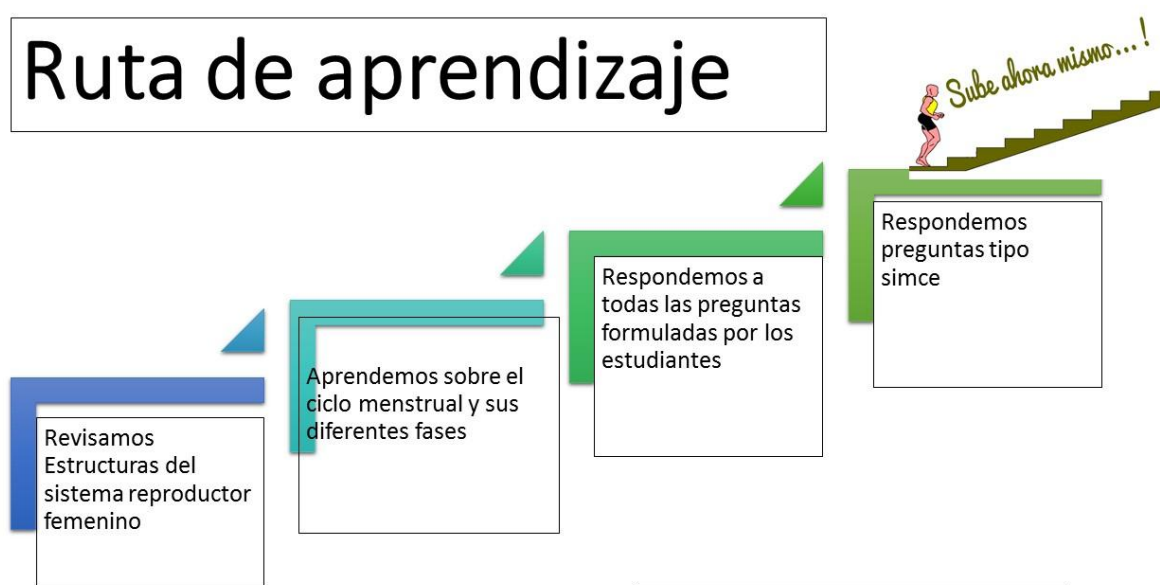 Ruta de aprendizaje
Sube ahora mismo...!
Revisamos
Estructuras del
sistema reproductor
femenino
Aprendemos sobre el
ciclo menstrual y sus
diferentes fases
Respondemos a
todas las preguntas
formuladas por los
estudiantes
Respondemos
preguntas tipo
simce